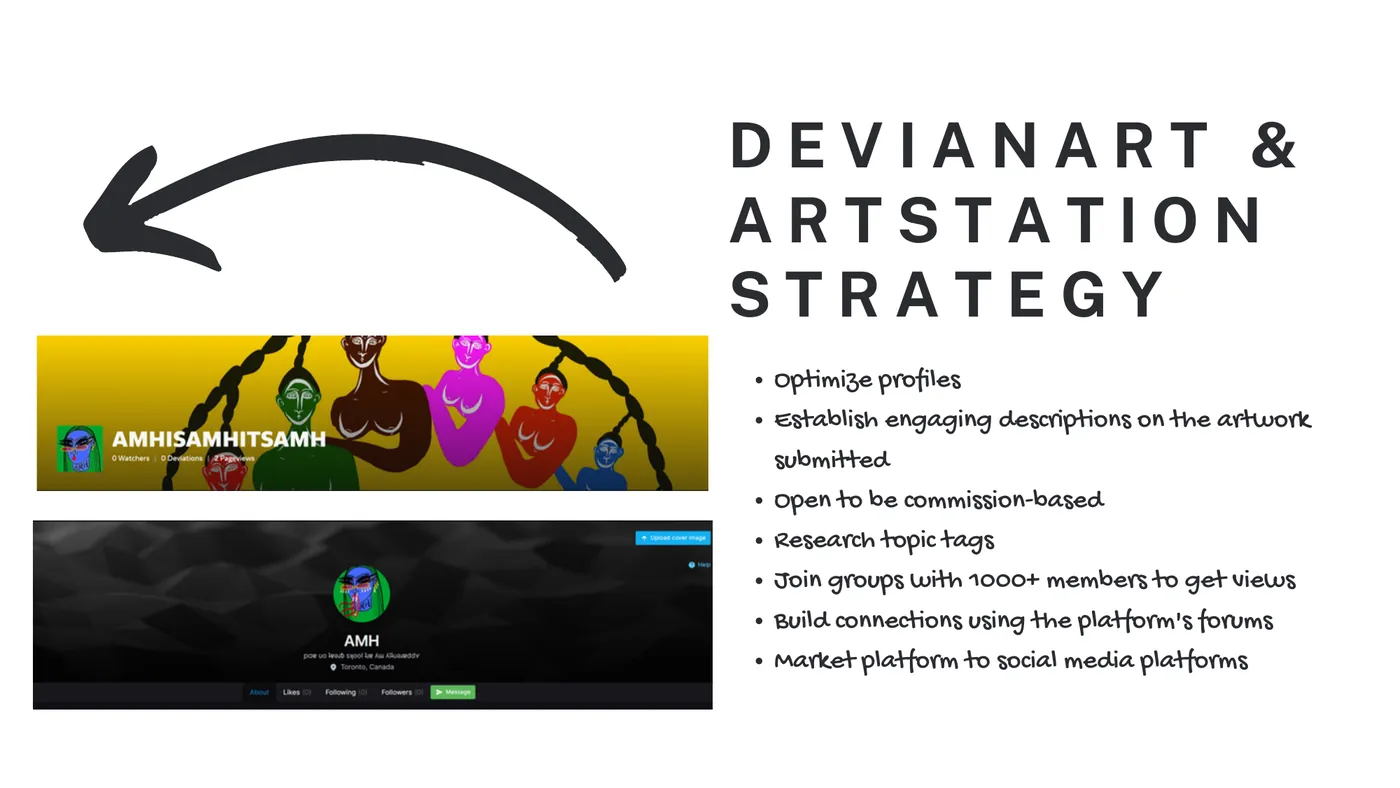 DEVIANART &
ARTSTATION
STRATEGY
AMHISAMHITSAMH
0 Watchers | 0 Deviations | 2 Pageviews
Upload cover image
Help
AMH
Toronto, Canada
About Likes (0) Following (0) Followers (0) Message
• Optimize profiles
• Establish engaging descriptions on the artwork
submitted
• Open to be commission-based
• Research topic tags
• Join groups with 1000+ members to get views
• Build connections using the platform's forums
• Market platform to social media platforms